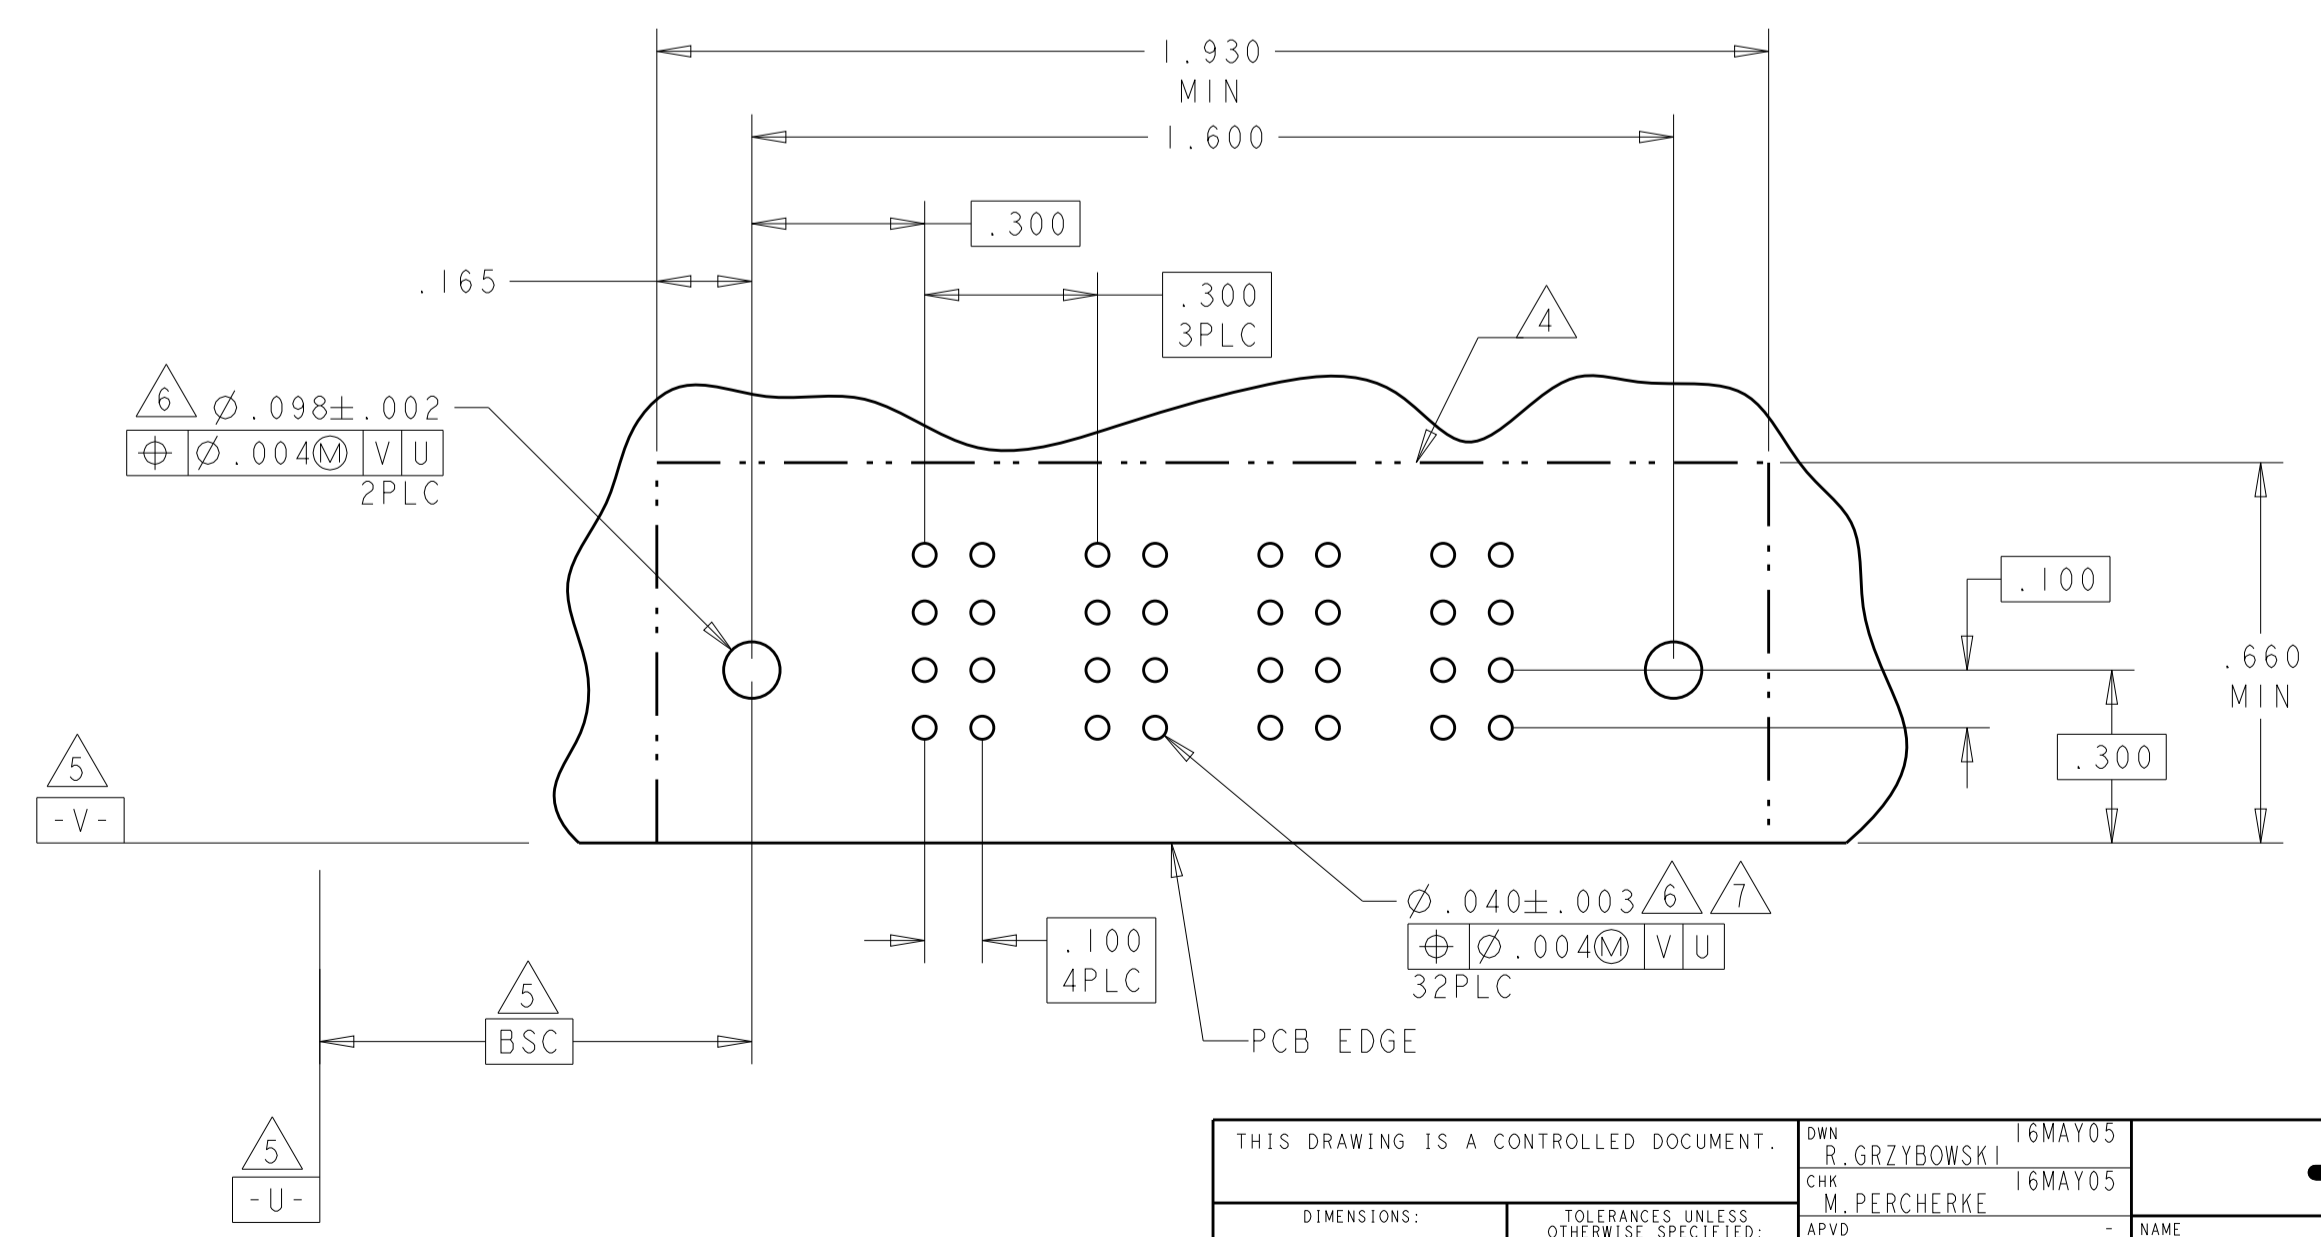 1.930
MIN
1.600
.300
.165
.300
3PLC
4
6 Ø.098±.002
⌖ Ø.004Ⓜ V U
2PLC
.100
.660
MIN
5
-V-
.300
Ø.040±.003 6 7
⌖ Ø.004Ⓜ V U
32PLC
.100
4PLC
5
BSC
PCB EDGE
5
-U-
THIS DRAWING IS A CONTROLLED DOCUMENT.
DWN 16MAY05
R.GRZYBOWSKI
CHK 16MAY05
M.PERCHERKE
DIMENSIONS:
TOLERANCES UNLESS
OTHERWISE SPECIFIED:
APVD -
NAME